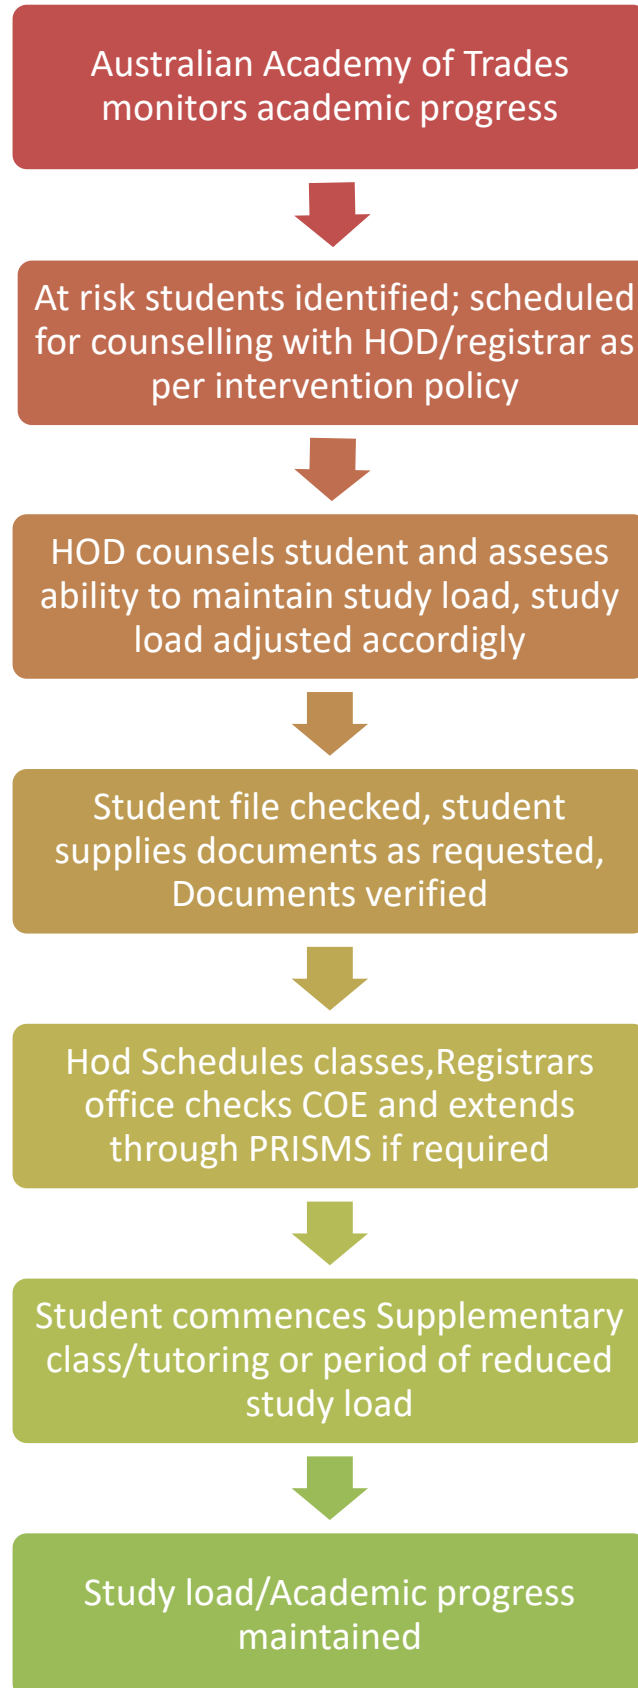 Australian Academy of Trades
monitors academic progress
At risk students identified; scheduled
for counselling with HOD/registrar as
per intervention policy
HOD counsels student and asseses
ability to maintain study load, study
load adjusted accordigly
Student file checked, student
supplies documents as requested,
Documents verified
Hod Schedules classes,Registrars
office checks COE and extends
through PRISMS if required
Student commences Supplementary
class/tutoring or period of reduced
study load
Study load/Academic progress
maintained